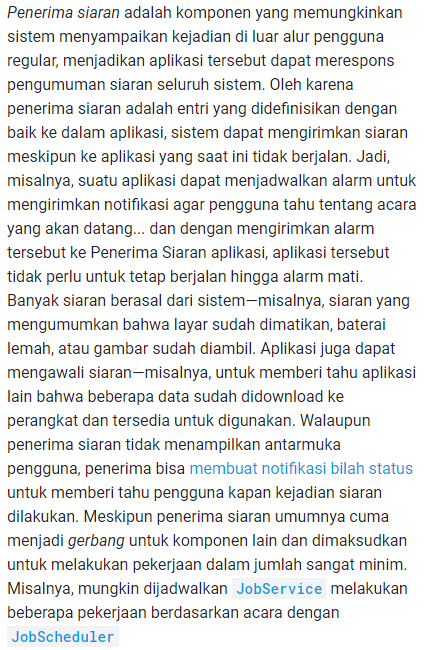 Penerima siaran adalah komponen yang memungkinkan
sistem menyampaikan kejadian di luar alur pengguna
regular, menjadikan aplikasi tersebut dapat merespons
pengumuman siaran seluruh sistem. Oleh karena
penerima siaran adalah entri yang didefinisikan dengan
baik ke dalam aplikasi, sistem dapat mengirimkan siaran
meskipun ke aplikasi yang saat ini tidak berjalan. Jadi,
misalnya, suatu aplikasi dapat menjadwalkan alarm untuk
mengirimkan notifikasi agar pengguna tahu tentang acara
yang akan datang... dan dengan mengirimkan alarm
tersebut ke Penerima Siaran aplikasi, aplikasi tersebut
tidak perlu untuk tetap berjalan hingga alarm mati.
Banyak siaran berasal dari sistem—misalnya, siaran yang
mengumumkan bahwa layar sudah dimatikan, baterai
lemah, atau gambar sudah diambil. Aplikasi juga dapat
mengawali siaran—misalnya, untuk memberi tahu aplikasi
lain bahwa beberapa data sudah didownload ke
perangkat dan tersedia untuk digunakan. Walaupun
penerima siaran tidak menampilkan antarmuka
pengguna, penerima bisa membuat notifikasi bilah status
untuk memberi tahu pengguna kapan kejadian siaran
dilakukan. Meskipun penerima siaran umumnya cuma
menjadi gerbang untuk komponen lain dan dimaksudkan
untuk melakukan pekerjaan dalam jumlah sangat minim.
Misalnya, mungkin dijadwalkan JobService melakukan
beberapa pekerjaan berdasarkan acara dengan
JobScheduler